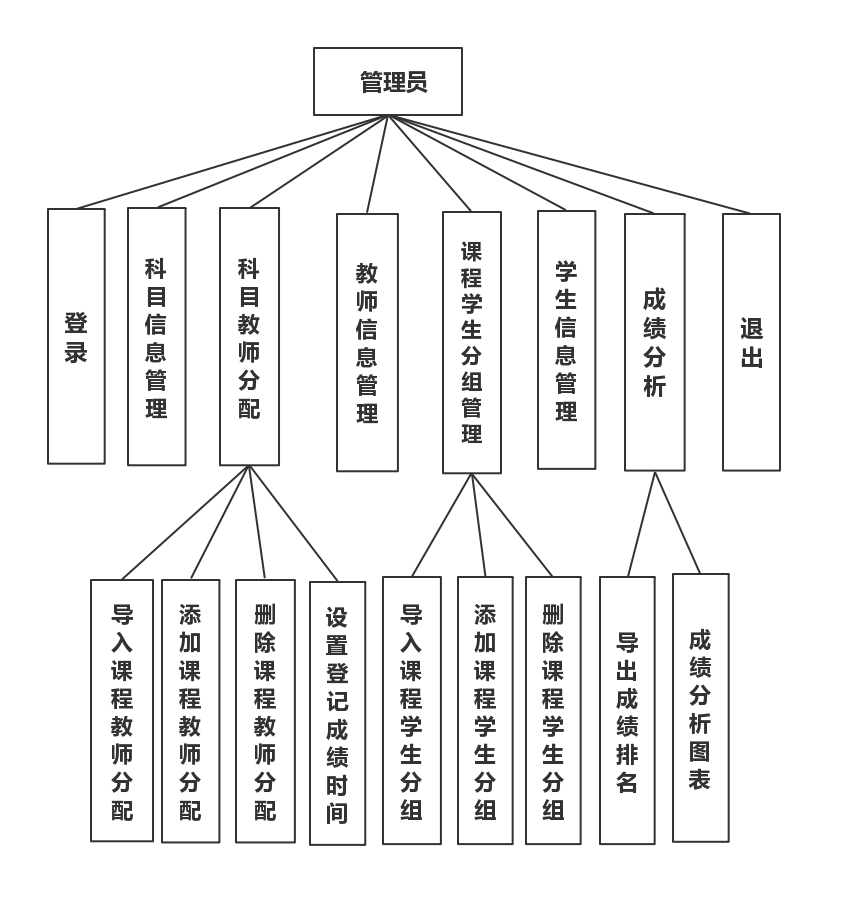 管理员
登录
科目信息管理
科目教师分配
教师信息管理
课程学生分组管理
学生信息管理
成绩分析
退出
导入课程教师分配
添加课程教师分配
删除课程教师分配
设置登记成绩时间
导入课程学生分组
添加课程学生分组
删除课程学生分组
导出成绩排名
成绩分析图表